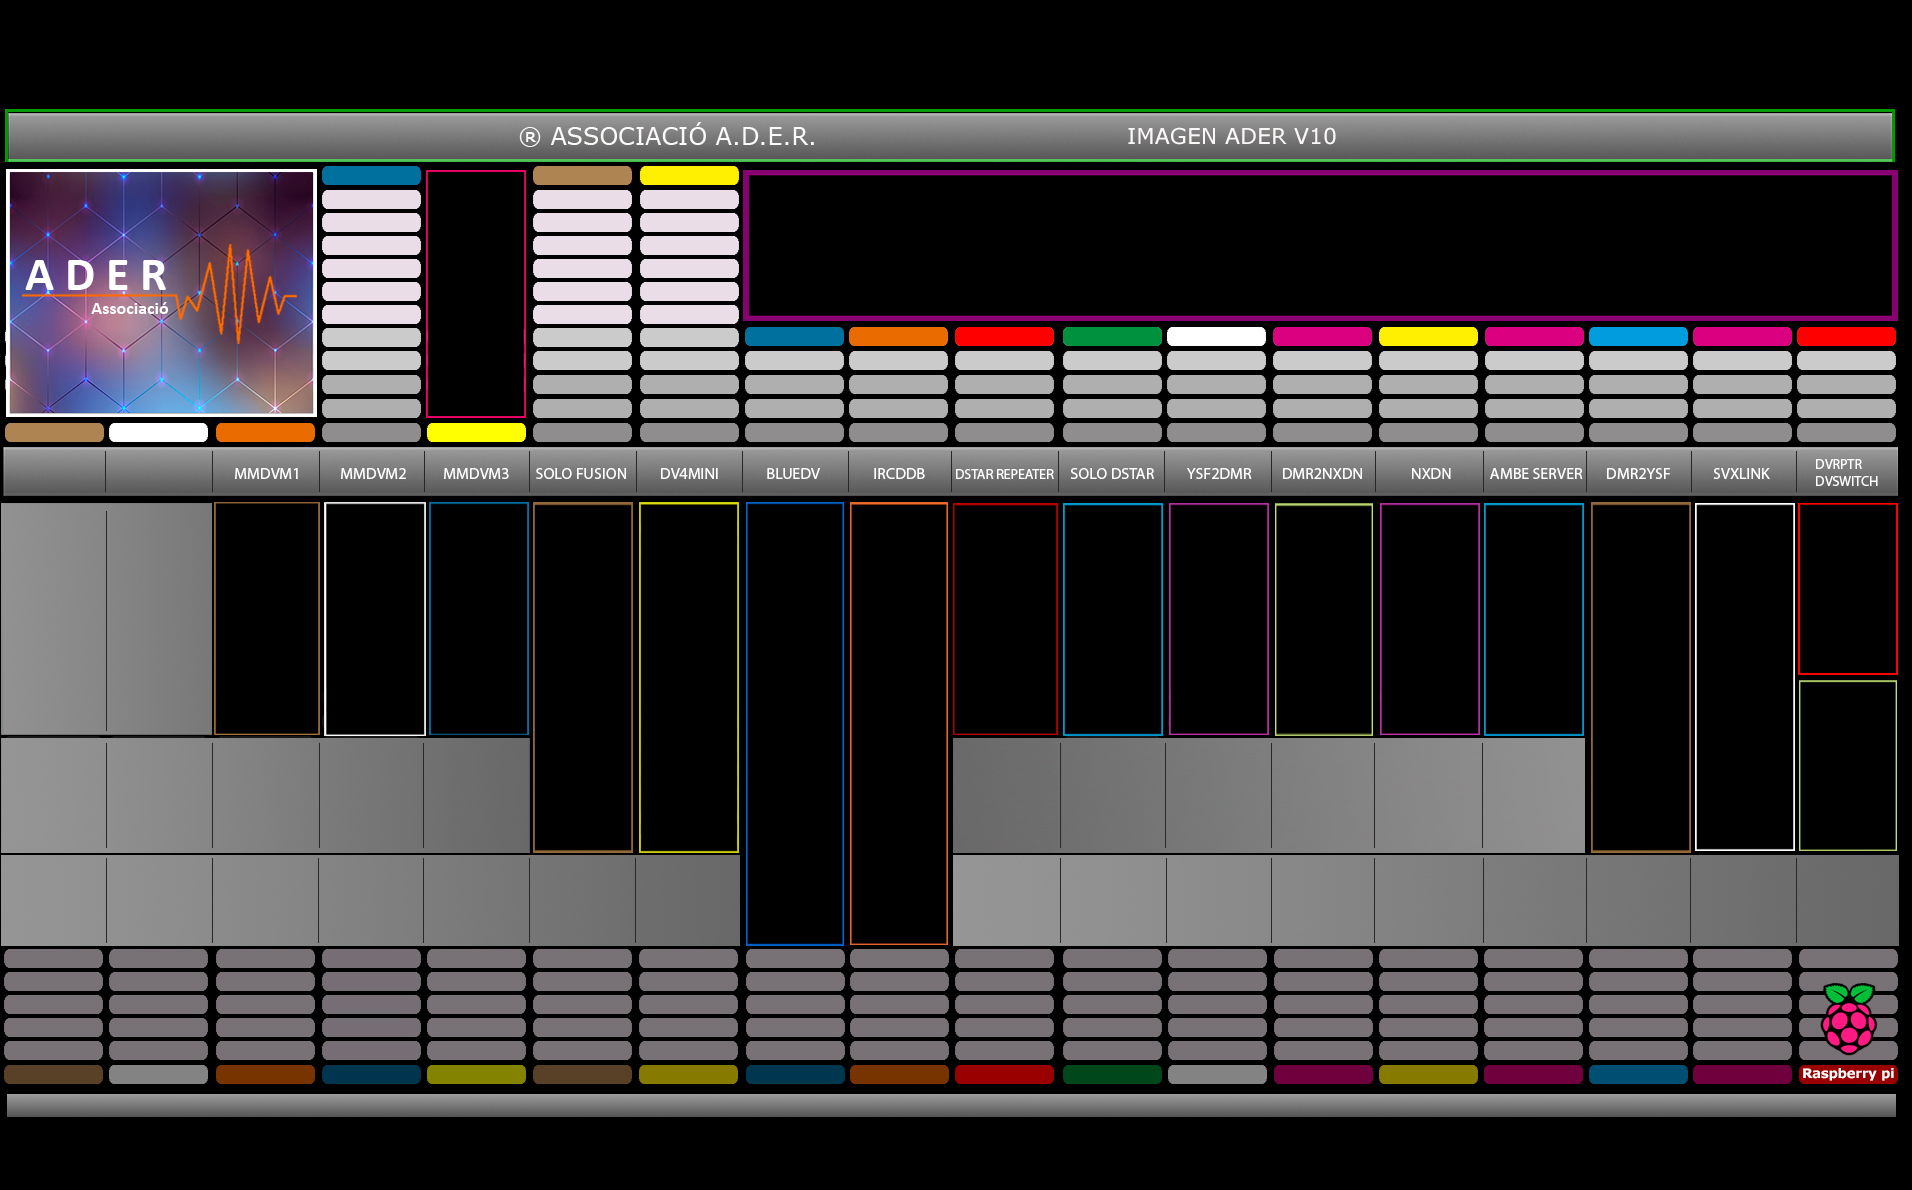 ® ASSOCIACIÓ A.D.E.R.
IMAGEN ADER V10
ADER
Associació
MMDVM1
MMDVM2
MMDVM3
SOLO FUSION
DV4MINI
BLUEDV
IRCDDB
DSTAR REPEATER
SOLO DSTAR
YSF2DMR
DMR2NXDN
NXDN
AMBE SERVER
DMR2YSF
SVXLINK
DVRPTR
DVSWITCH
Raspberry pi